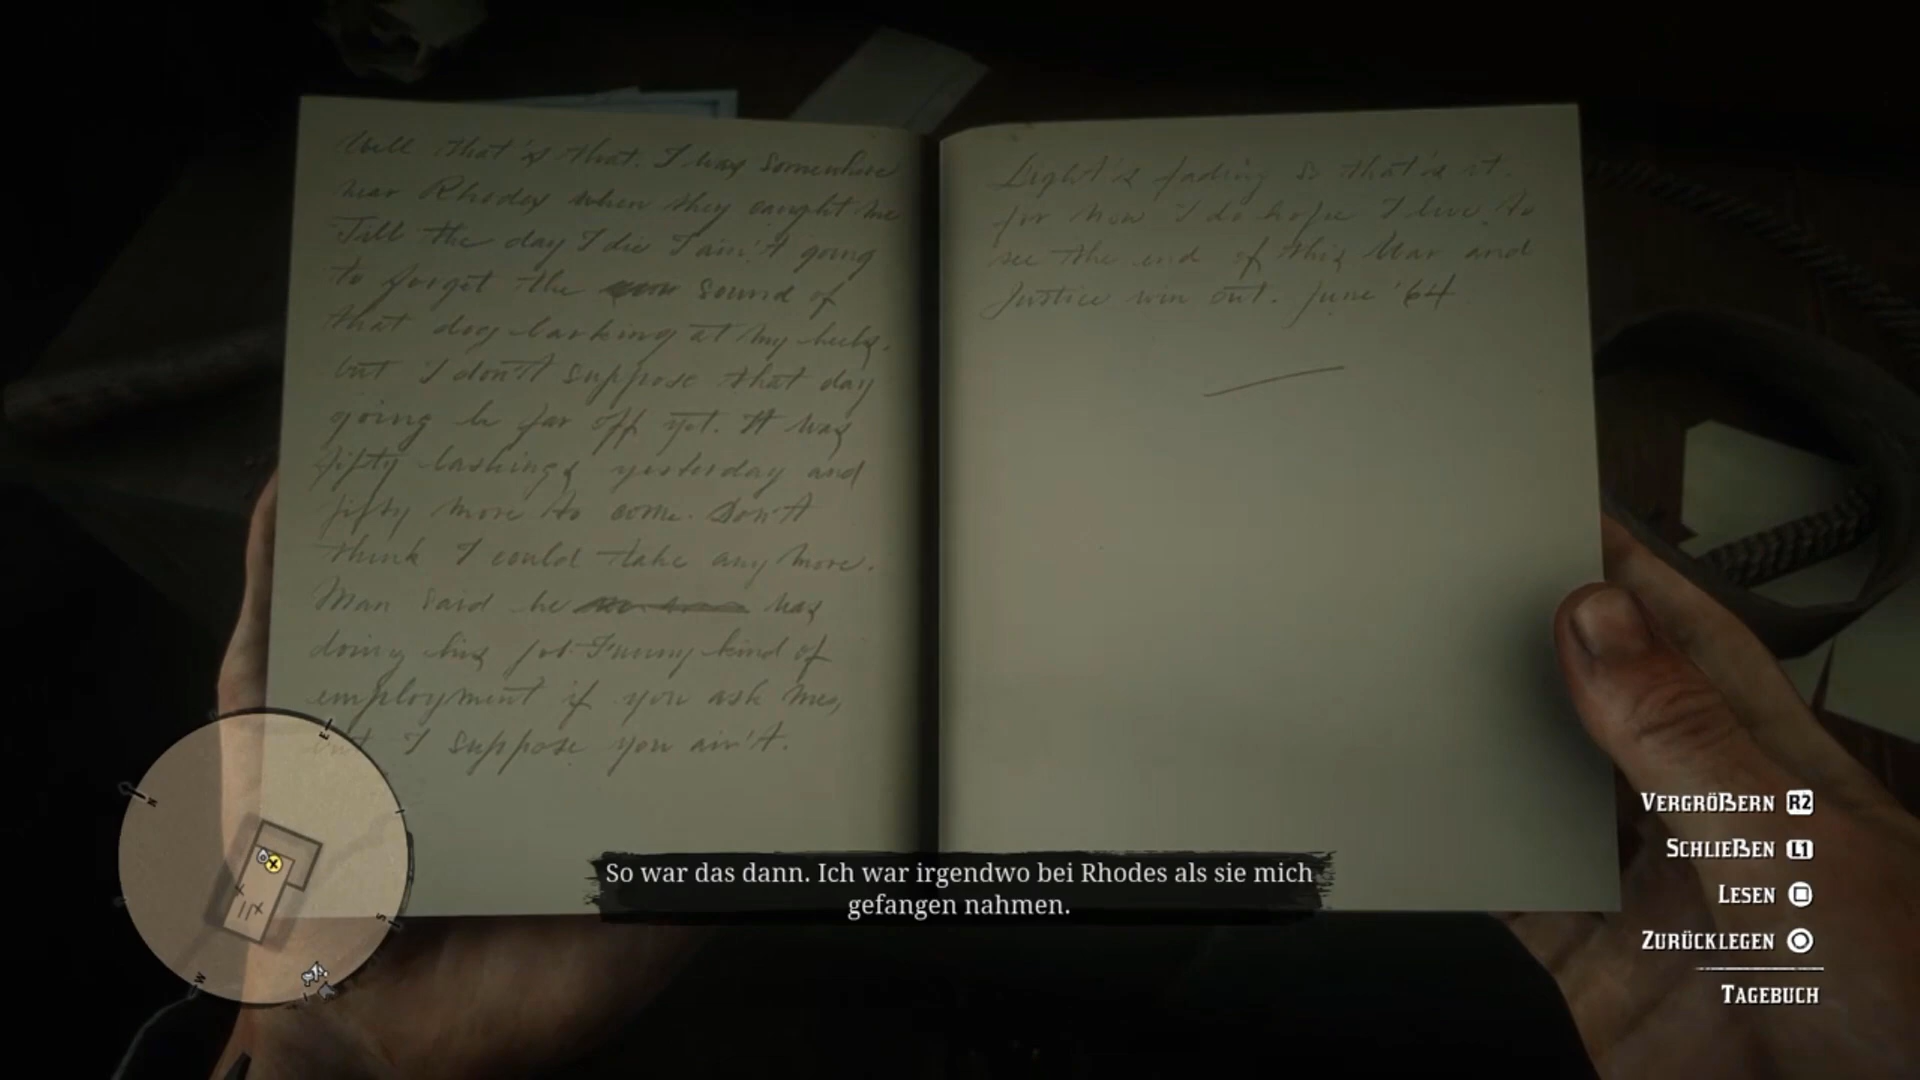 Well that's that. I was somewhere
near Rhodes when they caught me
Till the day I die I ain't going
to forget the sound of
that dog barking at my heels.
but I don't suppose that day
going be far off yet. It was
fifty lashings yesterday and
fifty more to come. Don't
think I could take any more.
Man said he was
doing his job Funny kind of
employment if you ask me,
but I suppose you ain't.
Light is fading so that's it.
for now I do hope I live to
see the end of this War and
Justice win out. June '64
So war das dann. Ich war irgendwo bei Rhodes als sie mich
gefangen nahmen.
E
N
S
W
VERGRÖßERN R2
SCHLIEßEN L1
LESEN
ZURÜCKLEGEN
TAGEBUCH